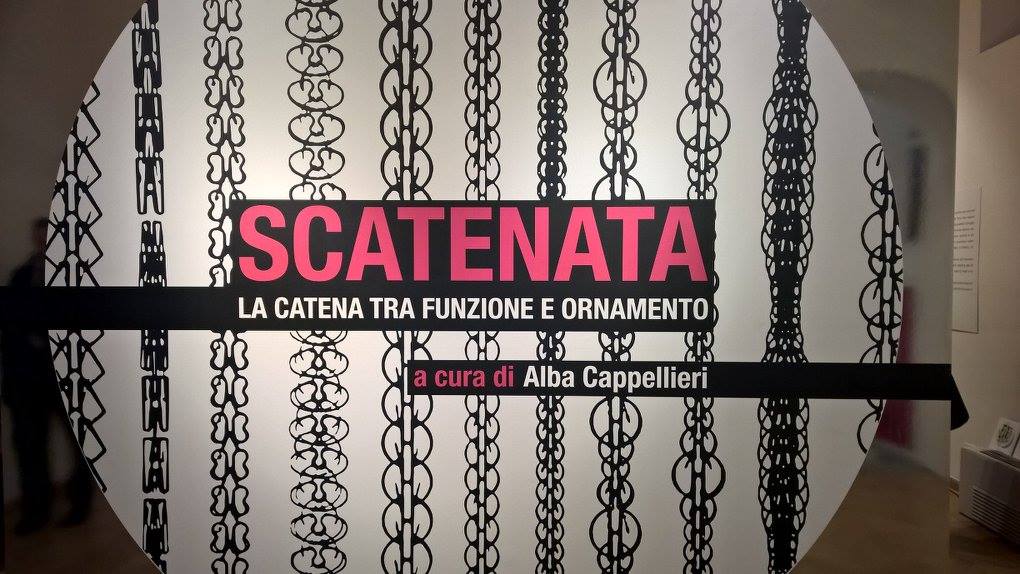 SCATENATA
LA CATENA TRA FUNZIONE E ORNAMENTO
a cura di Alba Cappellieri